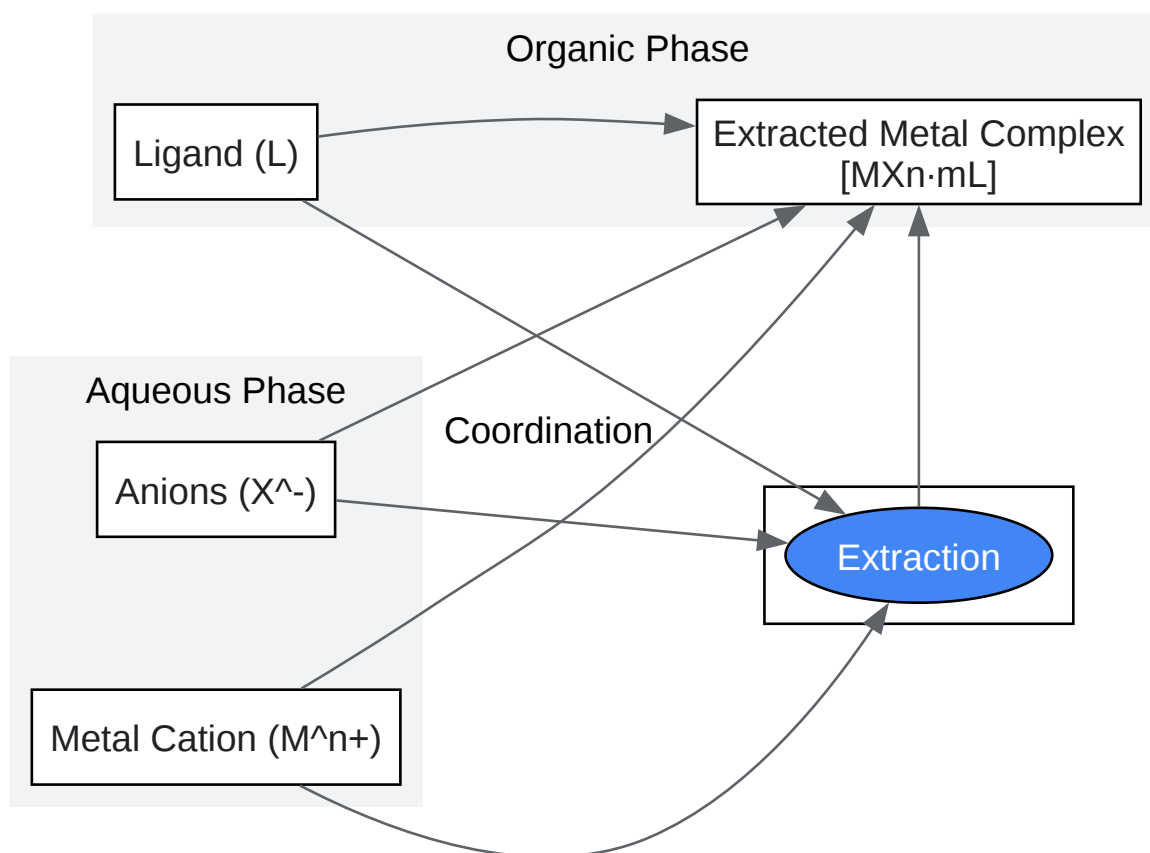 Organic Phase
Ligand (L)
Extracted Metal Complex
[MXn·mL]
Aqueous Phase
Coordination
Anions (X^-)
Extraction
Metal Cation (M^n+)